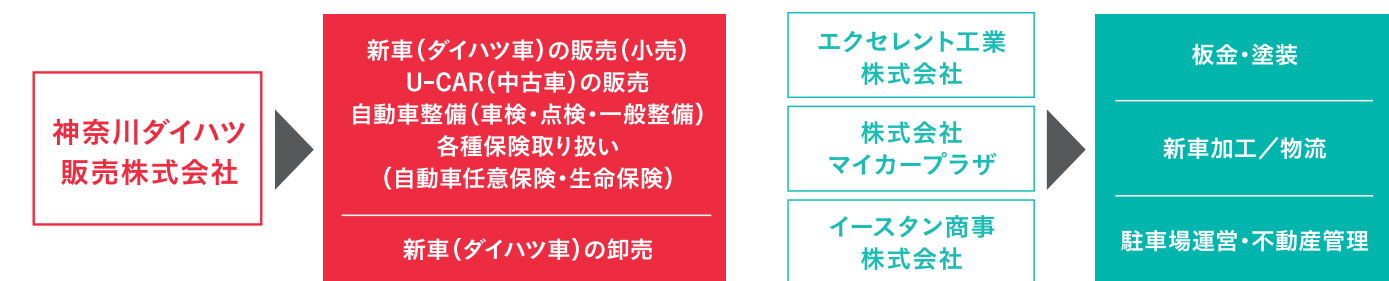 神奈川ダイハツ
販売株式会社
新車(ダイハツ車)の販売(小売)
U-CAR(中古車)の販売
自動車整備(車検・点検・一般整備)
各種保険取り扱い
(自動車任意保険・生命保険)
新車(ダイハツ車)の卸売
エクセレント工業
株式会社
株式会社
マイカープラザ
イースタン商事
株式会社
板金・塗装
新車加工/物流
駐車場運営・不動産管理